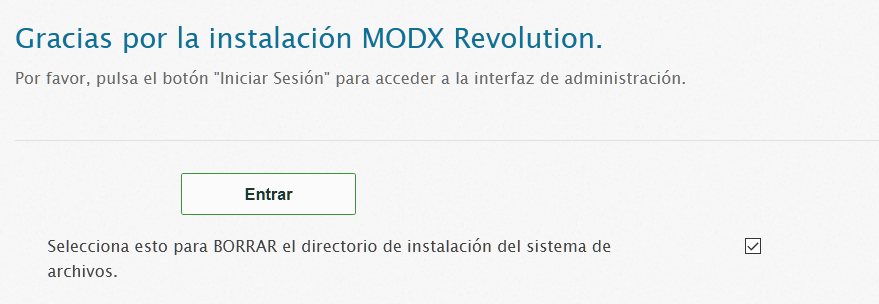 Gracias por la instalación MODX Revolution.
Por favor, pulsa el botón "Iniciar Sesión" para acceder a la interfaz de administración.
Entrar
Selecciona esto para BORRAR el directorio de instalación del sistema de
archivos.